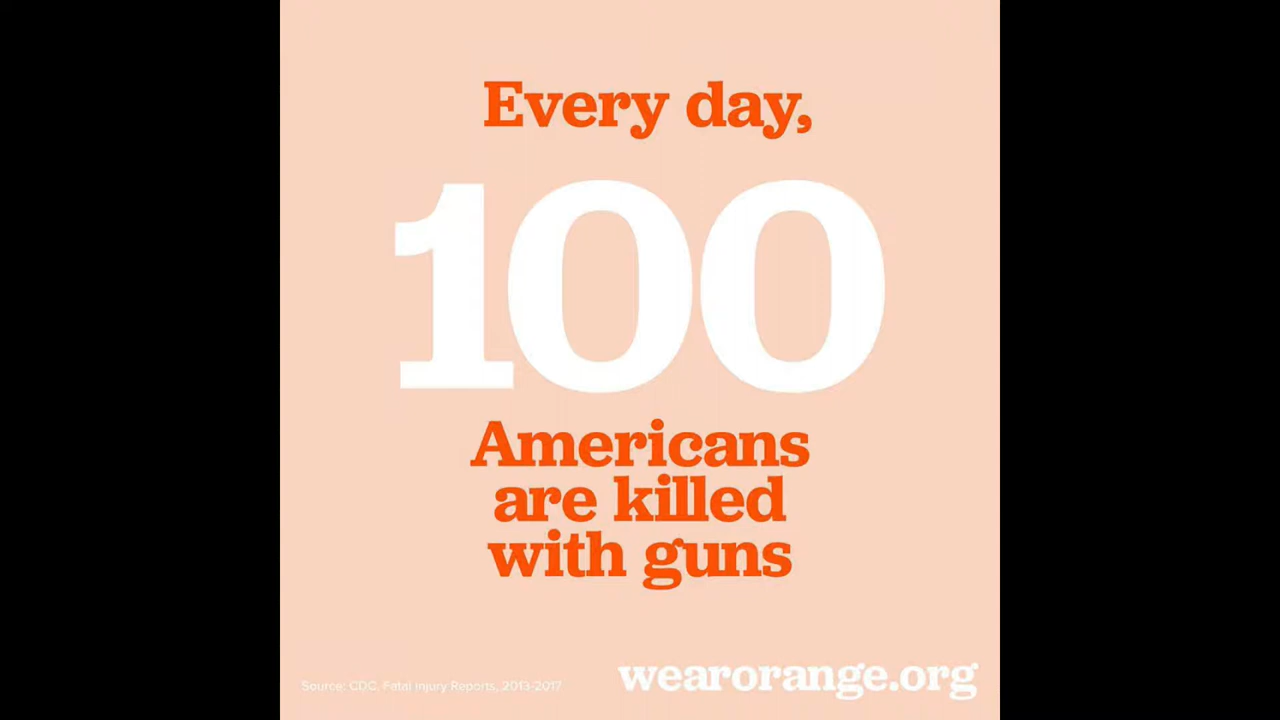 Every day,
100
Americans
are killed
with guns
wearorange.org
Source: CDC, Fatal Injury Reports, 2013-2017